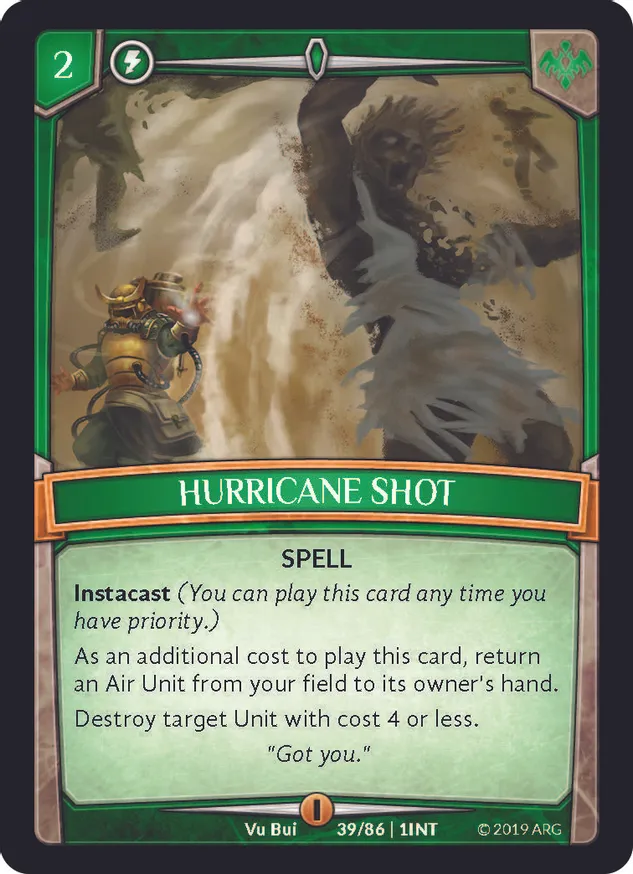 2
HURRICANE SHOT
SPELL
Instacast (You can play this card any time you
have priority.)
As an additional cost to play this card, return
an Air Unit from your field to its owner's hand.
Destroy target Unit with cost 4 or less.
"Got you."
I
Vu Bui 39/86 | 1INT © 2019 ARG